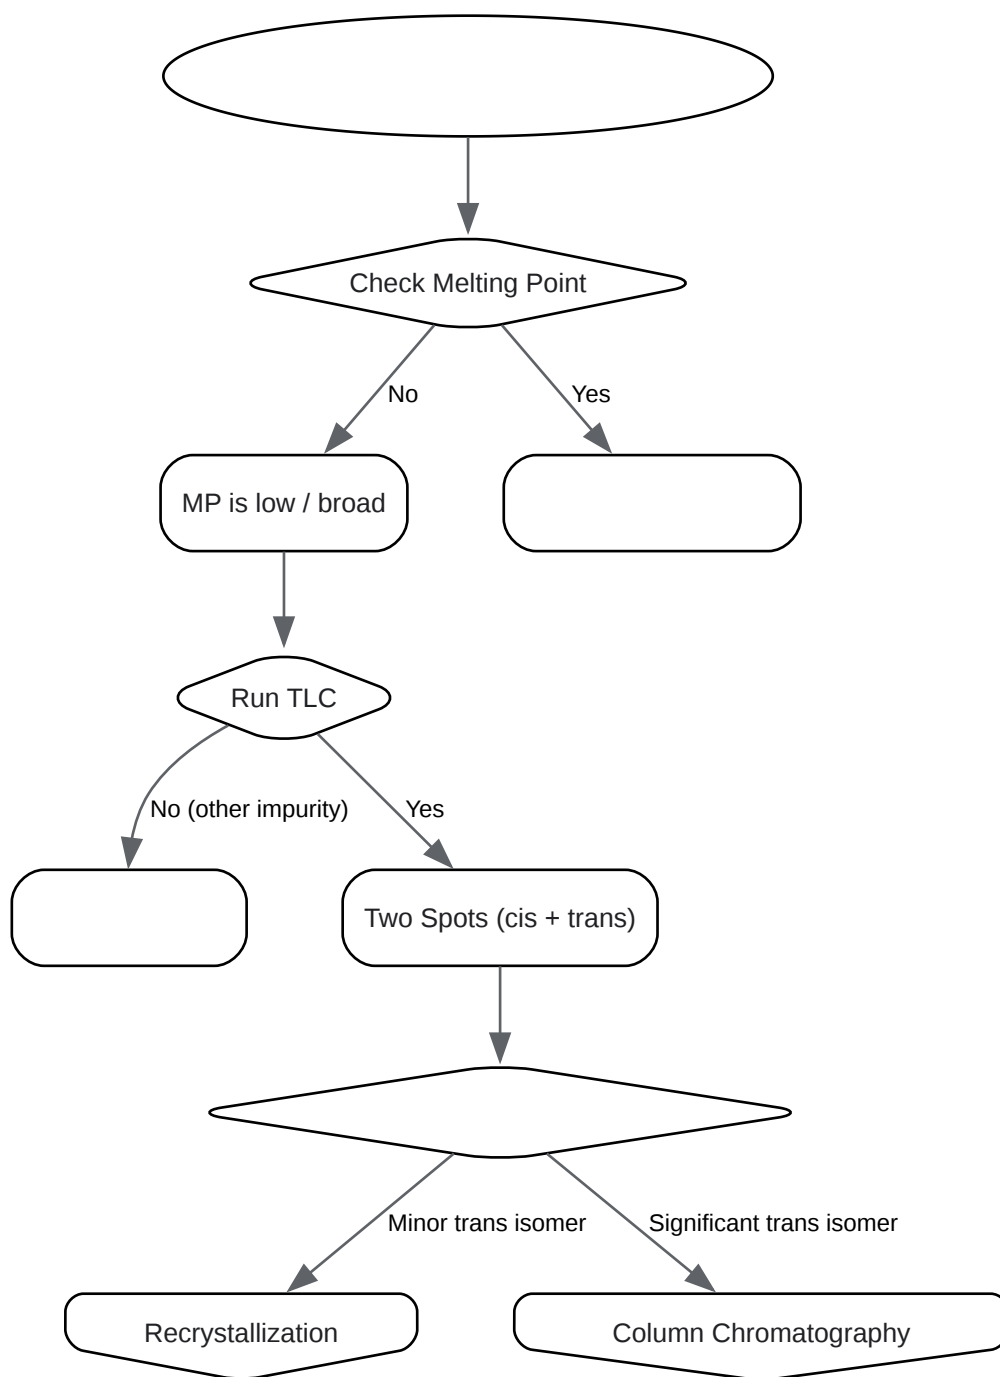 Check Melting Point
No
Yes
MP is low / broad
Run TLC
No (other impurity)
Yes
Two Spots (cis + trans)
Minor trans isomer
Significant trans isomer
Recrystallization
Column Chromatography